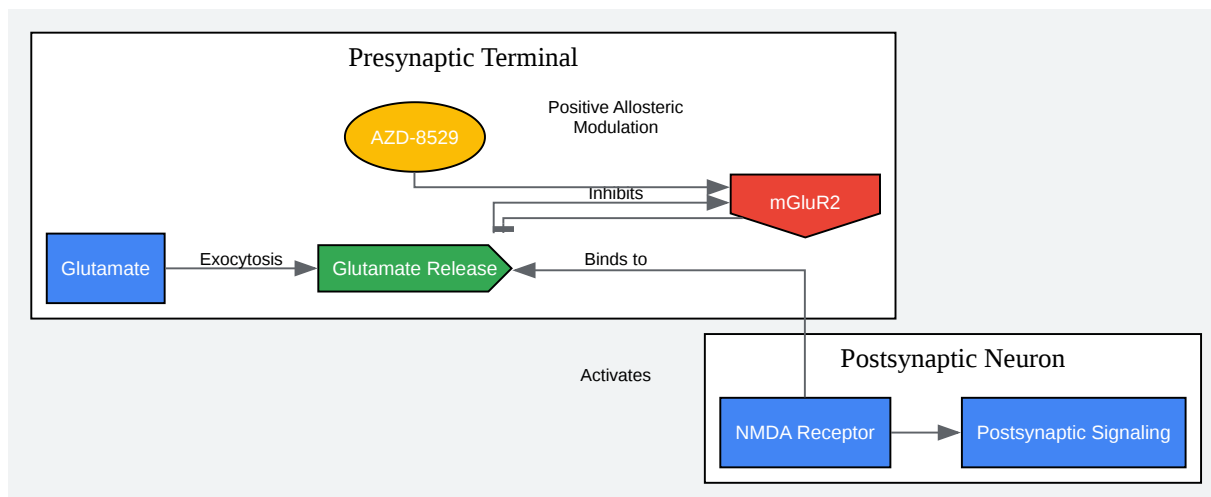 Presynaptic Terminal
Positive Allosteric
Modulation
AZD-8529
Inhibits
mGluR2
Exocytosis
Binds to
Glutamate
Glutamate Release
Postsynaptic Neuron
Activates
NMDA Receptor
Postsynaptic Signaling